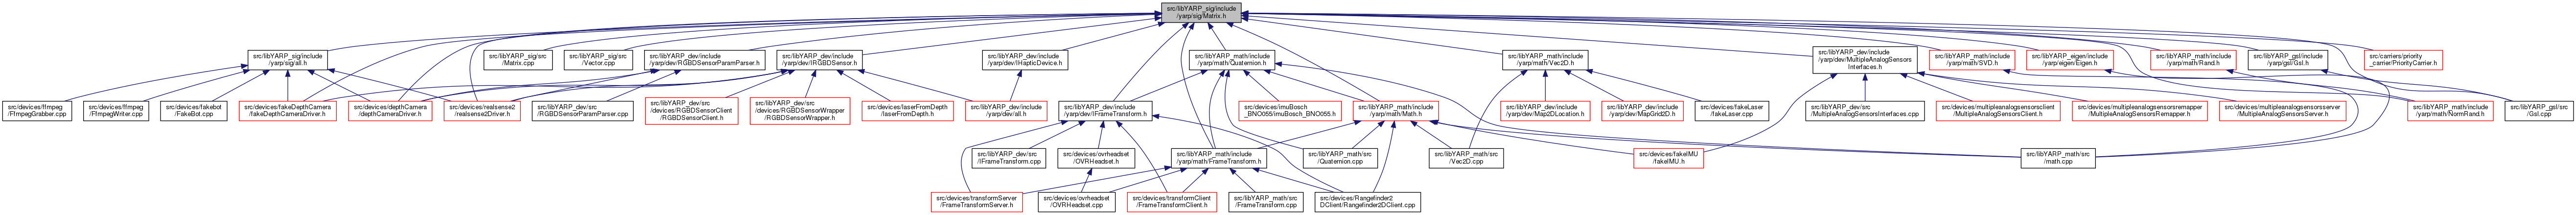 src/libYARP_sig/include
/yarp/sig/Matrix.h
src/libYARP_sig/include
/yarp/sig/all.h
src/libYARP_sig/src
/Matrix.cpp
src/libYARP_sig/src
/Vector.cpp
src/libYARP_dev/include
/yarp/dev/RGBDSensorParamParser.h
src/libYARP_dev/include
/yarp/dev/IRGBDSensor.h
src/libYARP_dev/include
/yarp/dev/IHapticDevice.h
src/libYARP_math/include
/yarp/math/Quaternion.h
src/libYARP_math/include
/yarp/math/Vec2D.h
src/libYARP_dev/include
/yarp/dev/MultipleAnalogSensors
Interfaces.h
src/libYARP_math/include
/yarp/math/SVD.h
src/libYARP_eigen/include
/yarp/eigen/Eigen.h
src/libYARP_math/include
/yarp/math/Rand.h
src/libYARP_gsl/include
/yarp/gsl/Gsl.h
src/carriers/priority
_carrier/PriorityCarrier.h
src/devices/ffmpeg
/FfmpegGrabber.cpp
src/devices/ffmpeg
/FfmpegWriter.cpp
src/devices/fakebot
/FakeBot.cpp
src/devices/fakeDepthCamera
/fakeDepthCameraDriver.h
src/devices/depthCamera
/depthCameraDriver.h
src/devices/realsense2
/realsense2Driver.h
src/libYARP_dev/src
/RGBDSensorParamParser.cpp
src/libYARP_dev/src
/devices/RGBDSensorClient
/RGBDSensorClient.h
src/libYARP_dev/src
/devices/RGBDSensorWrapper
/RGBDSensorWrapper.h
src/devices/laserFromDepth
/laserFromDepth.h
src/libYARP_dev/include
/yarp/dev/all.h
src/libYARP_dev/include
/yarp/dev/IFrameTransform.h
src/devices/imuBosch
_BNO055/imuBosch_BNO055.h
src/libYARP_math/include
/yarp/math/Math.h
src/libYARP_dev/include
/yarp/dev/Map2DLocation.h
src/libYARP_dev/include
/yarp/dev/MapGrid2D.h
src/devices/fakeLaser
/fakeLaser.cpp
src/libYARP_dev/src
/MultipleAnalogSensorsInterfaces.cpp
src/devices/multipleanalogsensorsclient
/MultipleAnalogSensorsClient.h
src/devices/multipleanalogsensorsremapper
/MultipleAnalogSensorsRemapper.h
src/devices/multipleanalogsensorsserver
/MultipleAnalogSensorsServer.h
src/libYARP_math/include
/yarp/math/NormRand.h
src/libYARP_gsl/src
/Gsl.cpp
src/libYARP_dev/src
/IFrameTransform.cpp
src/devices/ovrheadset
/OVRHeadset.h
src/libYARP_math/include
/yarp/math/FrameTransform.h
src/libYARP_math/src
/Quaternion.cpp
src/libYARP_math/src
/Vec2D.cpp
src/devices/fakeIMU
/fakeIMU.h
src/libYARP_math/src
/math.cpp
src/devices/transformServer
/FrameTransformServer.h
src/devices/ovrheadset
/OVRHeadset.cpp
src/devices/transformClient
/FrameTransformClient.h
src/libYARP_math/src
/FrameTransform.cpp
src/devices/Rangefinder2
DClient/Rangefinder2DClient.cpp